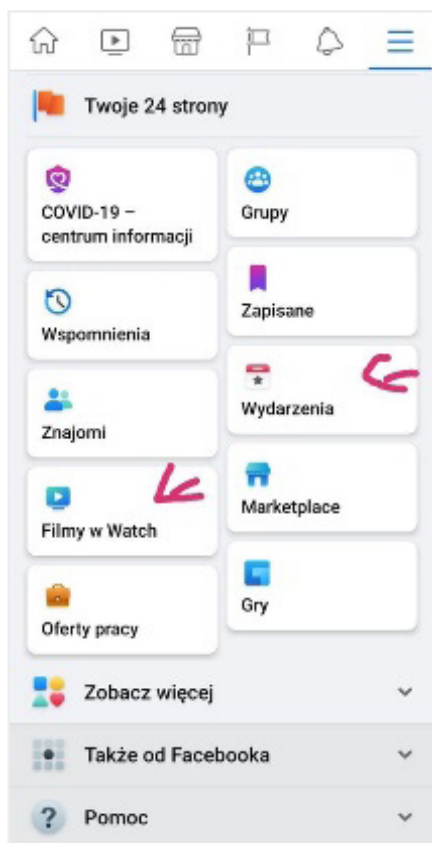 Twoje 24 strony
COVID-19 –
centrum informacji
Grupy
Wspomnienia
Zapisane
Znajomi
Wydarzenia
Filmy w Watch
Marketplace
Oferty pracy
Gry
Zobacz więcej
Także od Facebooka
? Pomoc